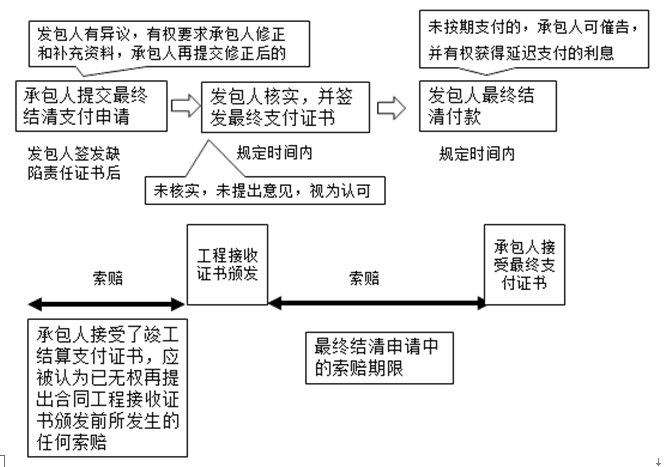 发包人有异议，有权要求承包人修正
和补充资料，承包人再提交修正后的
未按期支付的，承包人可催告，
并有权获得延迟支付的利息
承包人提交最终
结清支付申请
发包人核实，并签
发最终支付证书
发包人最终结
清付款
发包人签发缺
陷责任证书后
规定时间内
规定时间内
未核实，未提出意见，视为认可
工程接收
证书颁发
承包人接
受最终支
付证书
索赔
索赔
承包人接受了竣工
结算支付证书，应
被认为已无权再提
出合同工程接收证
书颁发前所发生的
任何索赔
最终结清申请中
的索赔期限